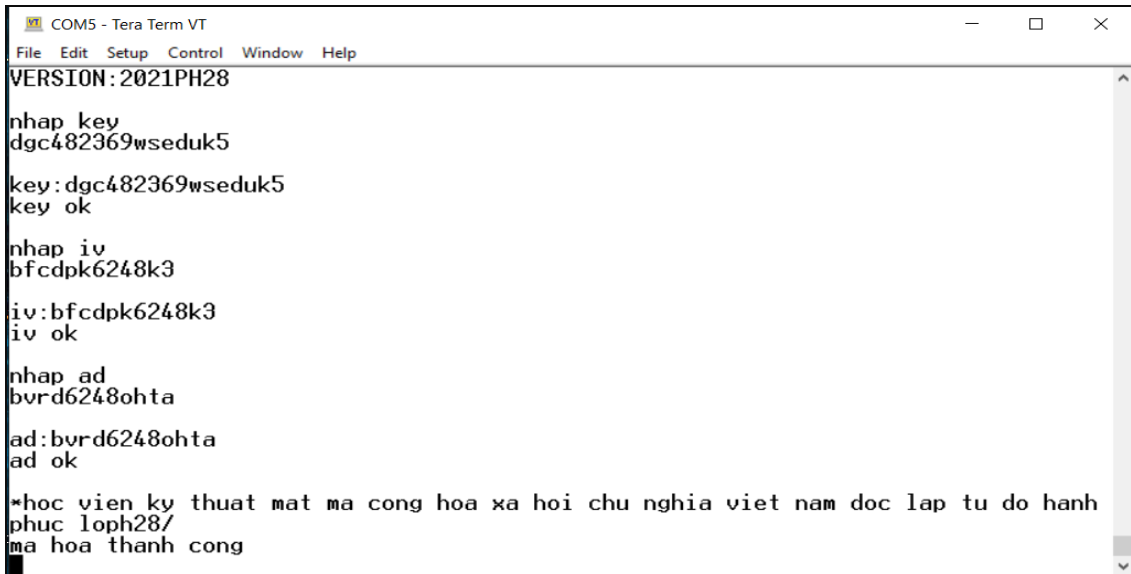 COM5 - Tera Term VT
File Edit Setup Control Window Help
VERSION:2021PH28
nhap key
dgc482369wseduk5
key:dgc482369wseduk5
key ok
nhap iv
bfcdpk6248k3
iv:bfcdpk6248k3
iv ok
nhap ad
bvrd6248ohta
ad:bvrd6248ohta
ad ok
*hoc vien ky thuat mat ma cong hoa xa hoi chu nghia viet nam doc lap tu do hanh
phuc loph28/
ma hoa thanh cong